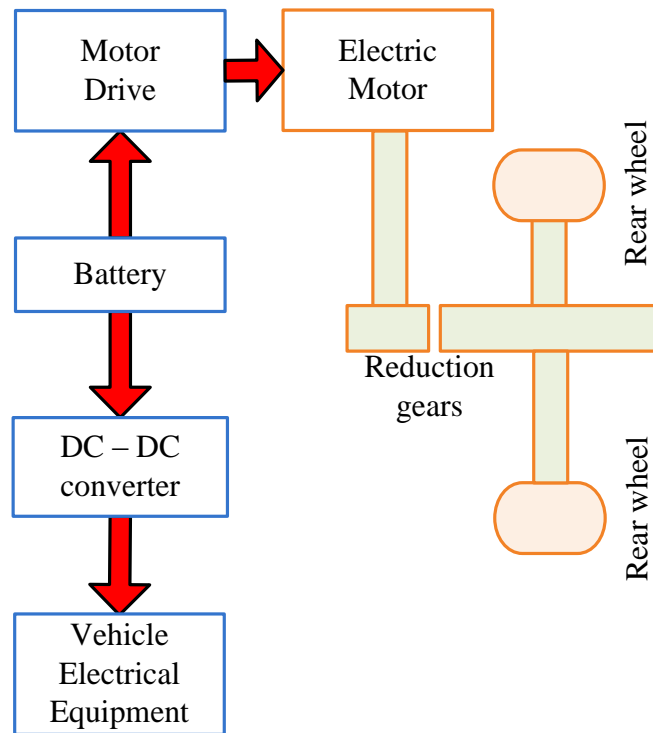 Motor
Drive
Electric
Motor
Rear wheel
Battery
Reduction
gears
DC – DC
converter
Rear wheel
Vehicle
Electrical
Equipment